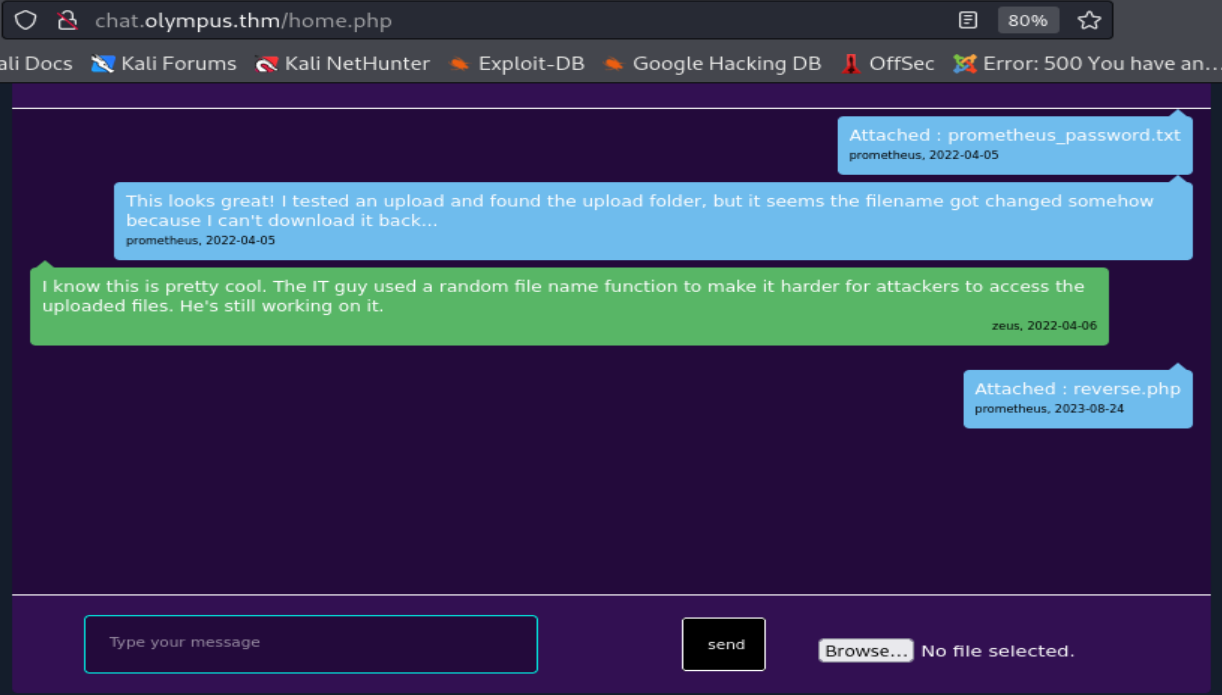 chat.olympus.thm/home.php
80%
ali Docs
Kali Forums
Kali NetHunter
Exploit-DB
Google Hacking DB
OffSec
Error: 500 You have an...
Attached : prometheus_password.txt
prometheus, 2022-04-05
This looks great! I tested an upload and found the upload folder, but it seems the filename got changed somehow
because I can't download it back...
prometheus, 2022-04-05
I know this is pretty cool. The IT guy used a random file name function to make it harder for attackers to access the
uploaded files. He's still working on it.
zeus, 2022-04-06
Attached : reverse.php
prometheus, 2023-08-24
Type your message
send
Browse... No file selected.